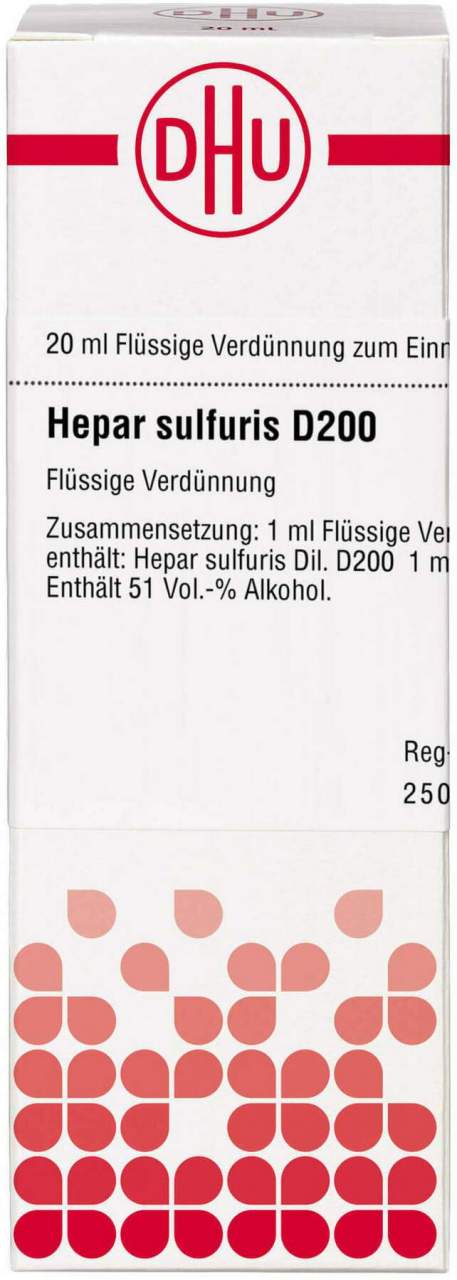 20 ml
DHU
20 ml Flüssige Verdünnung zum Einn
Hepar sulfuris D200
Flüssige Verdünnung
Zusammensetzung: 1 ml Flüssige Ve
enthält: Hepar sulfuris Dil. D200 1 m
Enthält 51 Vol.-% Alkohol.
Reg-
250